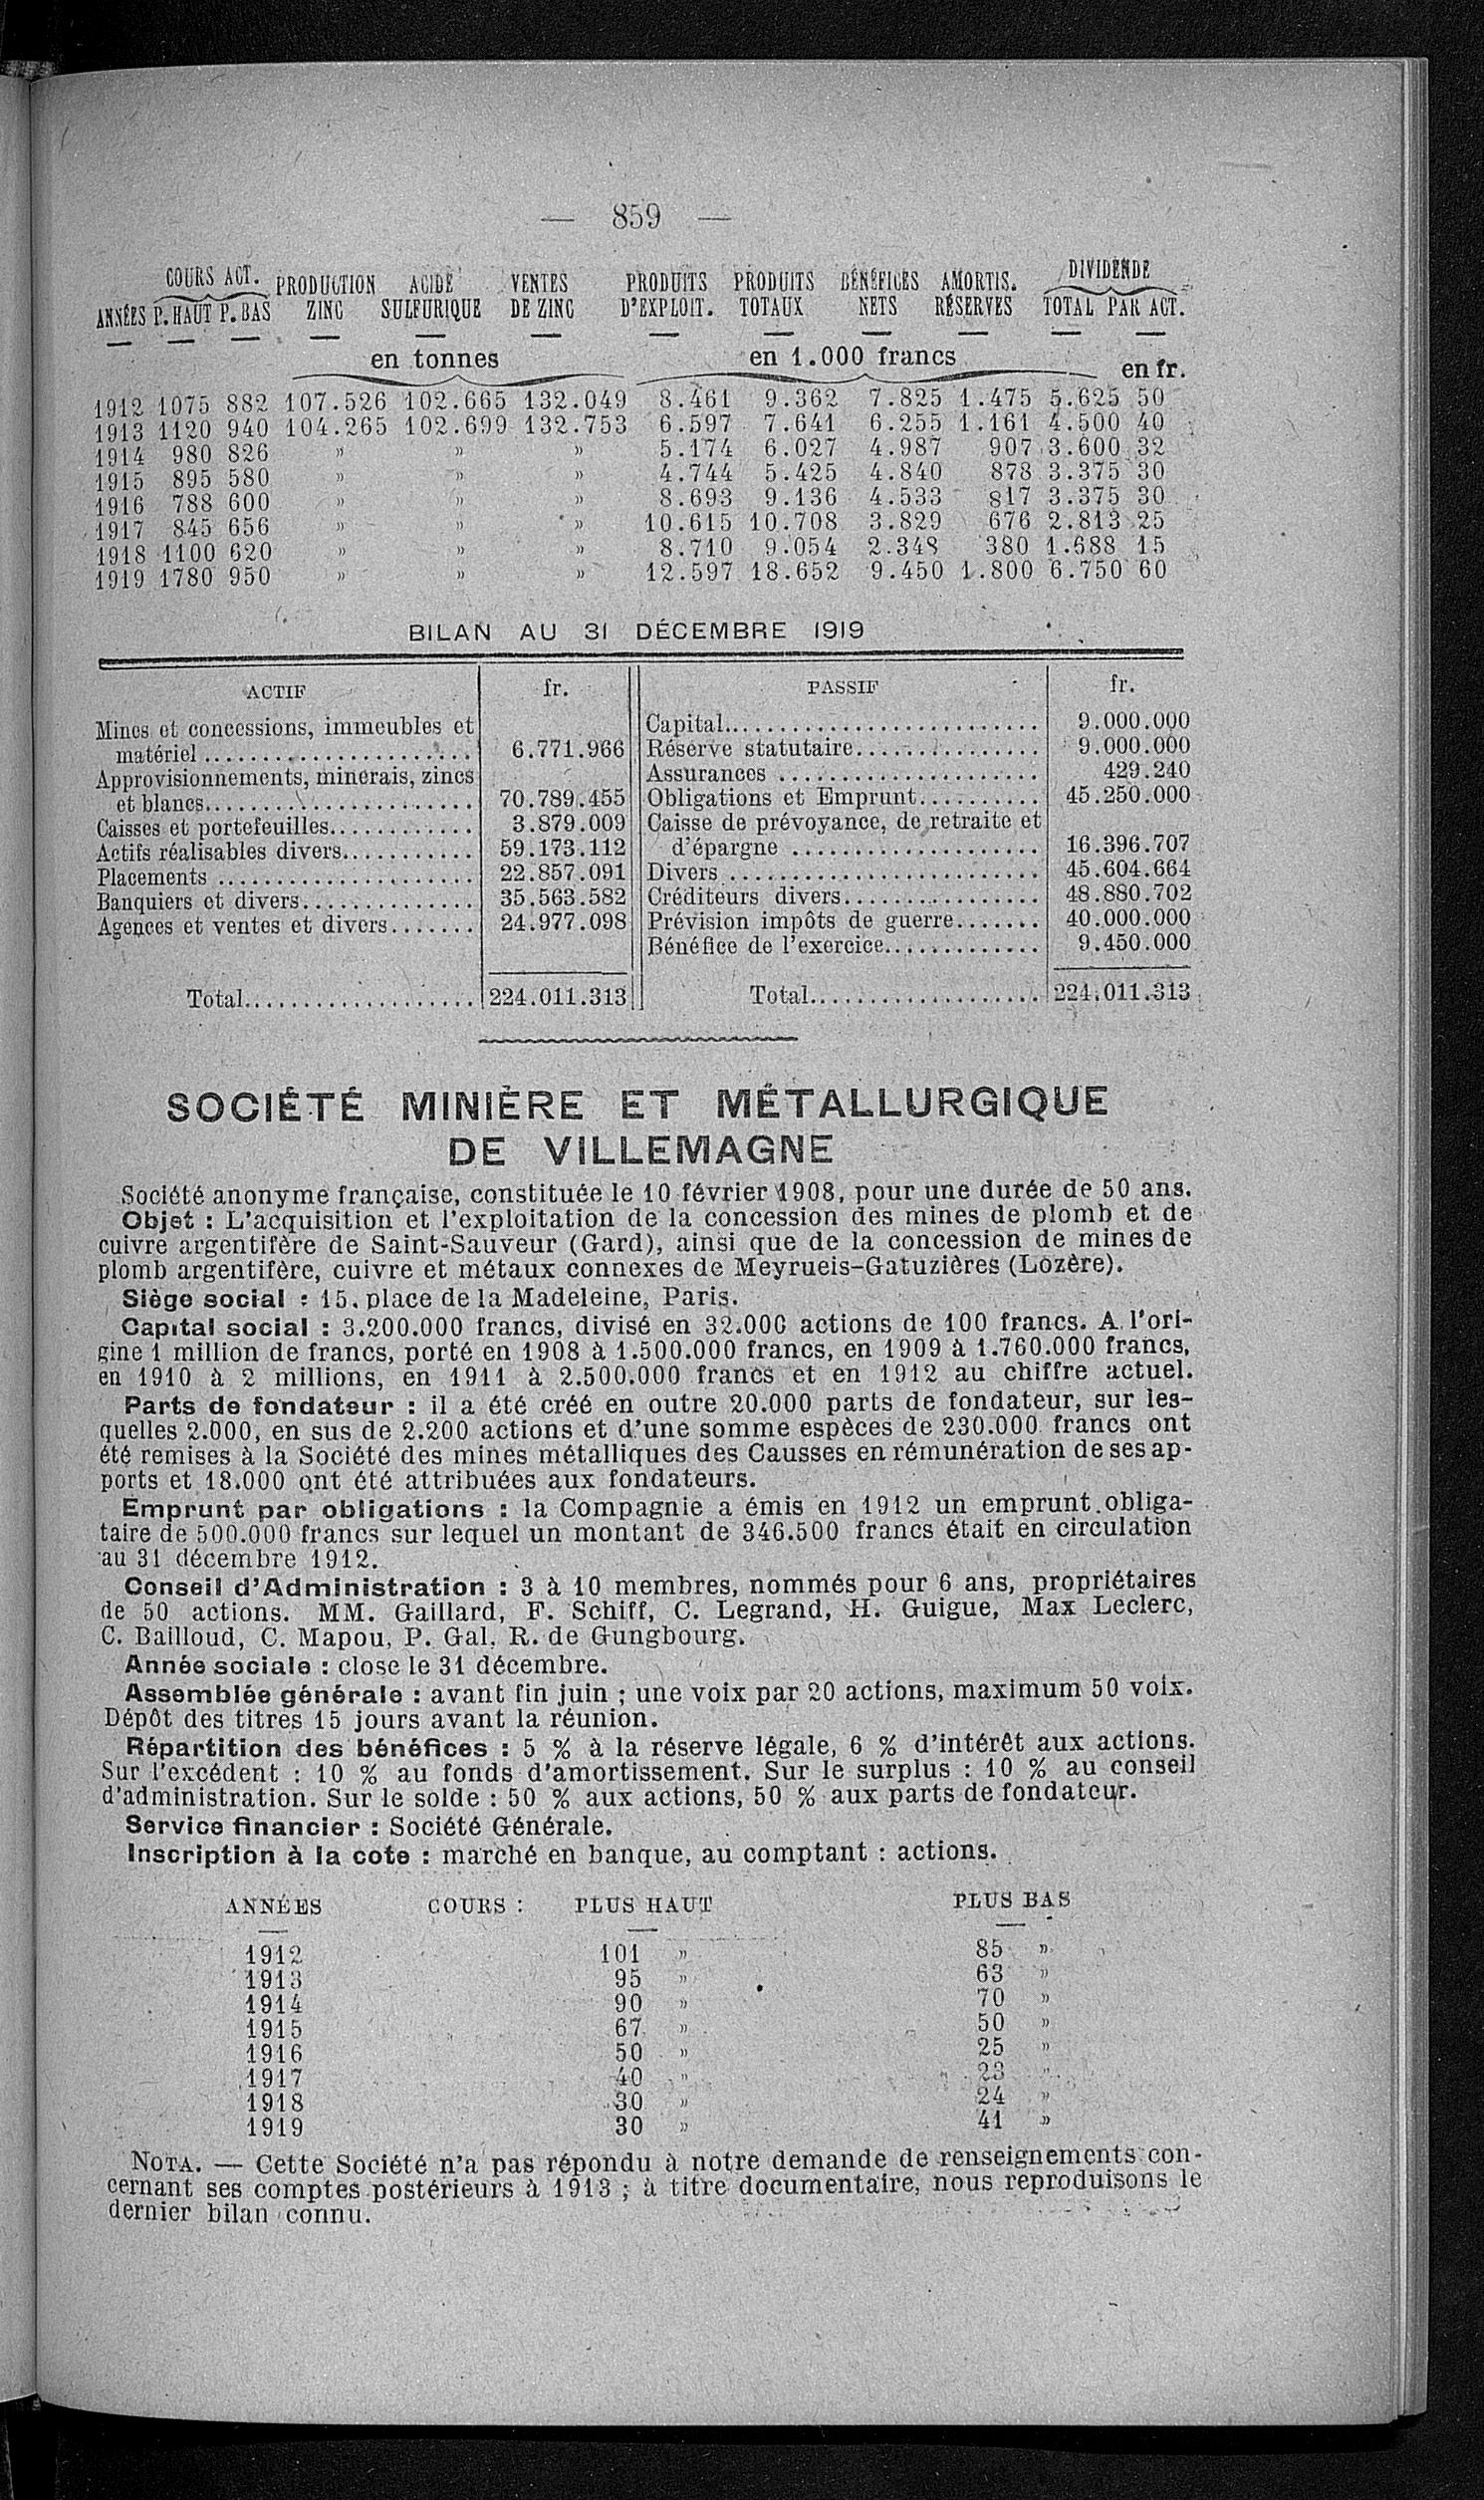 — 859 —
COURS ACT. PRODUCTION ACIDE VENTES PRODUITS PRODUITS BÉNÉFICES AMORTIS. DIVIDENDE
ANNÉES P. HAUT P. BAS ZINC SULFURIQUE DE ZINC D'EXPLOIT. TOTAUX NETS RÉSERVES TOTAL PAR ACT.
en tonnes en 1.000 francs en fr.
1912 1075 882 107.526 102.665 132.049 8.461 9.362 7.825 1.475 5.625 50
1913 1120 940 104.265 102.699 132.753 6.597 7.641 6.255 1.161 4.500 40
1914 980 826 » » » 5.174 6.027 4.987 907 3.600 32
1915 895 580 » » » 4.744 5.425 4.840 878 3.375 30
1916 788 600 » » » 8.693 9.136 4.533 817 3.375 30
1917 845 656 » » » 10.615 10.708 3.829 676 2.813 25
1918 1100 620 » » » 8.710 9.054 2.348 380 1.688 15
1919 1780 950 » » » 12.597 18.652 9.450 1.800 6.750 60
BILAN AU 31 DÉCEMBRE 1919
ACTIF fr. PASSIF fr.
Mines et concessions, immeubles et Capital........................... 9.000.000
matériel ...................... 6.771.966 Réserve statutaire............... 9.000.000
Approvisionnements, minerais, zincs Assurances ..................... 429.240
et blancs...................... 70.789.455 Obligations et Emprunt.......... 45.250.000
Caisses et portefeuilles............ 3.879.009 Caisse de prévoyance, de retraite et
Actifs réalisables divers........... 59.173.112 d'épargne .................... 16.396.707
Placements ..................... 22.857.091 Divers ......................... 45.604.664
Banquiers et divers.............. 35.563.582 Créditeurs divers................ 48.880.702
Agences et ventes et divers....... 24.977.098 Prévision impôts de guerre....... 40.000.000
Bénéfice de l'exercice............. 9.450.000
Total................... 224.011.313 Total................... 224.011.313
SOCIÉTÉ MINIÈRE ET MÉTALLURGIQUE
DE VILLEMAGNE
Société anonyme française, constituée le 10 février 1908, pour une durée de 50 ans.
Objet : L'acquisition et l'exploitation de la concession des mines de plomb et de
cuivre argentifère de Saint-Sauveur (Gard), ainsi que de la concession de mines de
plomb argentifère, cuivre et métaux connexes de Meyrueis-Gatuzières (Lozère).
Siège social : 15, place de la Madeleine, Paris.
Capital social : 3.200.000 francs, divisé en 32.000 actions de 100 francs. A l'ori-
gine 1 million de francs, porté en 1908 à 1.500.000 francs, en 1909 à 1.760.000 francs,
en 1910 à 2 millions, en 1911 à 2.500.000 francs et en 1912 au chiffre actuel.
Parts de fondateur : il a été créé en outre 20.000 parts de fondateur, sur les-
quelles 2.000, en sus de 2.200 actions et d'une somme espèces de 230.000 francs ont
été remises à la Société des mines métalliques des Causses en rémunération de ses ap-
ports et 18.000 ont été attribuées aux fondateurs.
Emprunt par obligations : la Compagnie a émis en 1912 un emprunt obliga-
taire de 500.000 francs sur lequel un montant de 346.500 francs était en circulation
au 31 décembre 1912.
Conseil d'Administration : 3 à 10 membres, nommés pour 6 ans, propriétaires
de 50 actions. MM. Gaillard, F. Schiff, C. Legrand, H. Guigue, Max Leclerc,
C. Bailloud, C. Mapou, P. Gal, R. de Gungbourg.
Année sociale : close le 31 décembre.
Assemblée générale : avant fin juin ; une voix par 20 actions, maximum 50 voix.
Dépôt des titres 15 jours avant la réunion.
Répartition des bénéfices : 5 % à la réserve légale, 6 % d'intérêt aux actions.
Sur l'excédent : 10 % au fonds d'amortissement. Sur le surplus : 10 % au conseil
d'administration. Sur le solde : 50 % aux actions, 50 % aux parts de fondateur.
Service financier : Société Générale.
Inscription à la cote : marché en banque, au comptant : actions.
ANNÉES COURS : PLUS HAUT PLUS BAS
1912 101 » 85 »
1913 95 » 63 »
1914 90 » 70 »
1915 67 » 50 »
1916 50 » 25 »
1917 40 » 23 »
1918 30 » 24 »
1919 30 » 41 »
NOTA. — Cette Société n'a pas répondu à notre demande de renseignements con-
cernant ses comptes postérieurs à 1913 ; à titre documentaire, nous reproduisons le
dernier bilan connu.